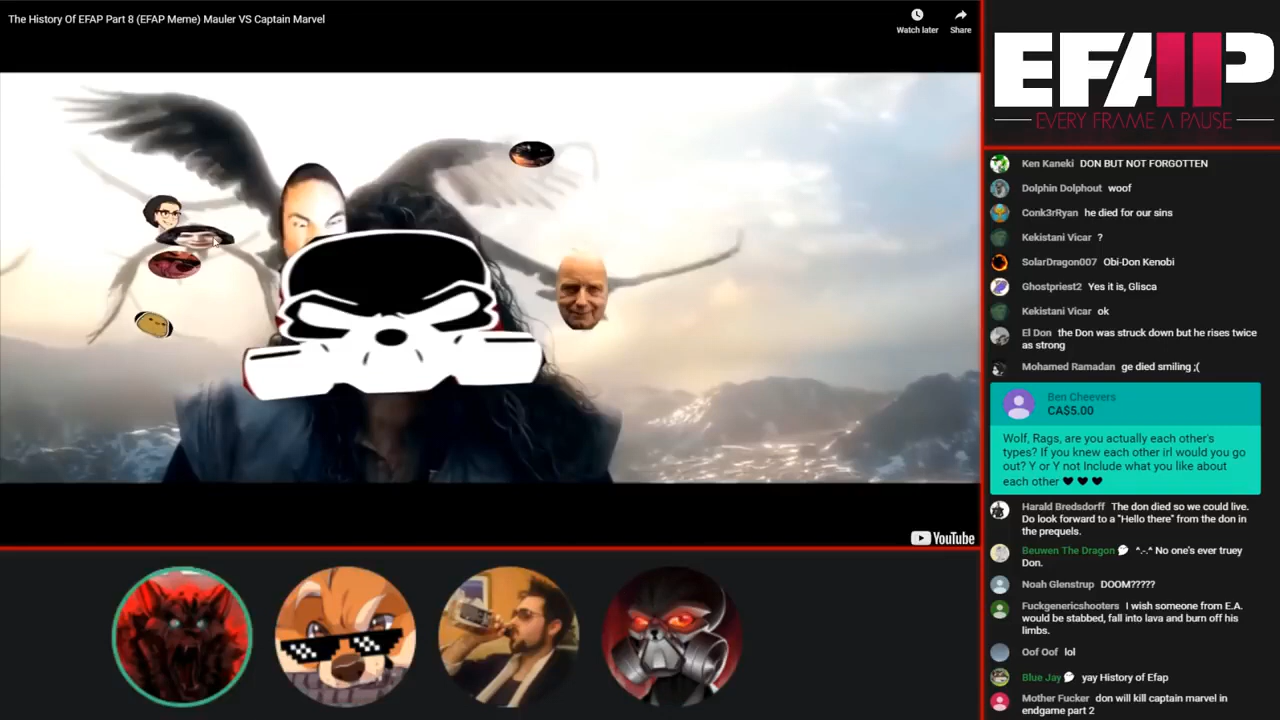 The History Of EFAP Part 8 (EFAP Meme) Mauler VS Captain Marvel
Watch later
Share
YouTube
EFAP
EVERY FRAME A PAUSE
Ken Kaneki DON BUT NOT FORGOTTEN
Dolphin Dolphout woof
Conk3rRyan he died for our sins
Kekistani Vicar ?
SolarDragon007 Obi-Don Kenobi
Ghostpriest2 Yes it is, Glisca
Kekistani Vicar ok
El Don the Don was struck down but he rises twice
as strong
Mohamed Ramadan ge died smiling ;(
Ben Cheevers
CA$5.00
Wolf, Rags, are you actually each other's
types? If you knew each other irl would you go
out? Y or Y not Include what you like about
each other ♥ ♥ ♥
Harald Bredsdorff The don died so we could live.
Do look forward to a "Hello there" from the don in
the prequels.
Beuwen The Dragon ^.-.^ No one's ever truey
Don.
Noah Glenstrup DOOM?????
Fuckgenericshooters I wish someone from E.A.
would be stabbed, fall into lava and burn off his
limbs.
Oof Oof lol
Blue Jay yay History of Efap
Mother Fucker don will kill captain marvel in
endgame part 2